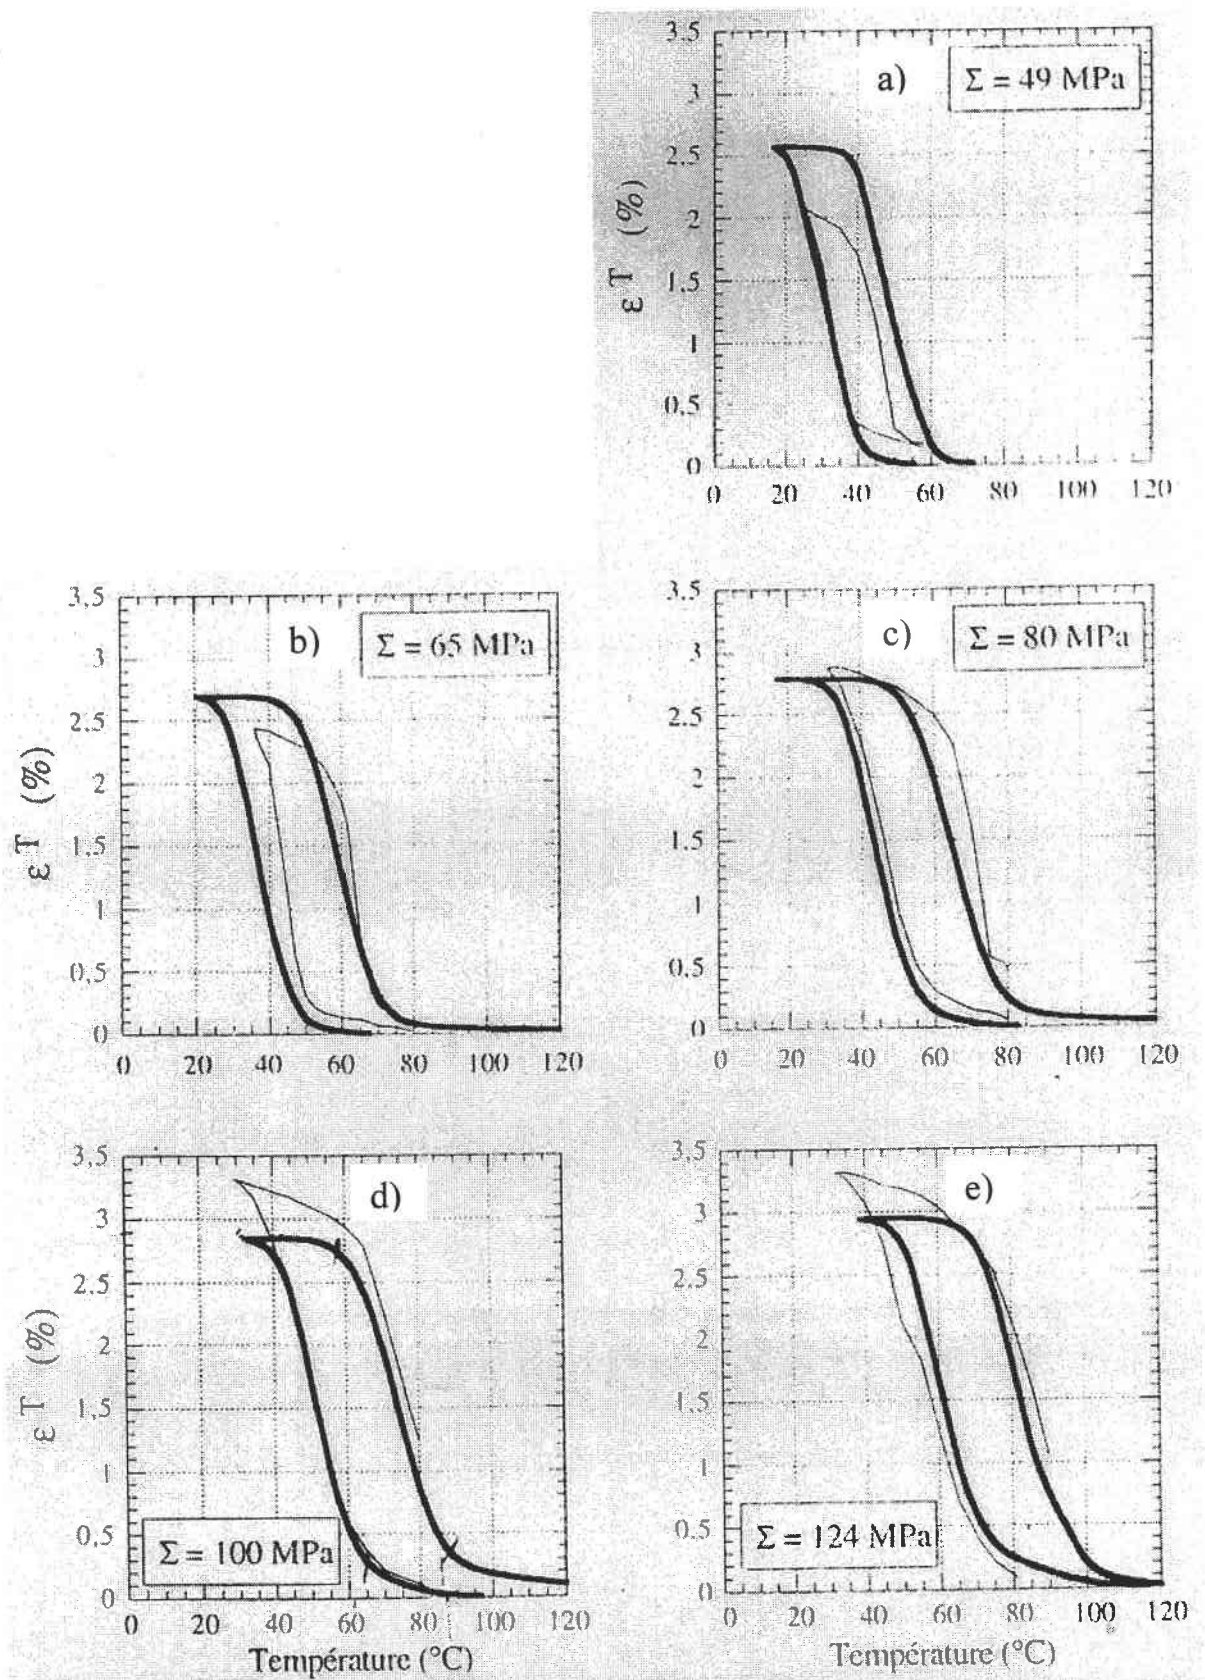 3.5
a)
Σ = 49 MPa
3
2.5
2
1.5
1
0.5
0
ε T (%)
0 20 40 60 80 100 120
3,5
b)
Σ = 65 MPa
3
2.5
2
1,5
1
0,5
0
ε T (%)
0 20 40 60 80 100 120
3.5
c)
Σ = 80 MPa
3
2.5
2
1.5
1
0.5
0
0 20 40 60 80 100 120
3,5
d)
3
2.5
2
1,5
1
0.5
0
ε T (%)
Σ = 100 MPa
0 20 40 60 80 100 120
Température (°C)
3.5
e)
3
2.5
2
1.5
1
0.5
0
Σ = 124 MPa
0 20 40 60 80 100 120
Température (°C)